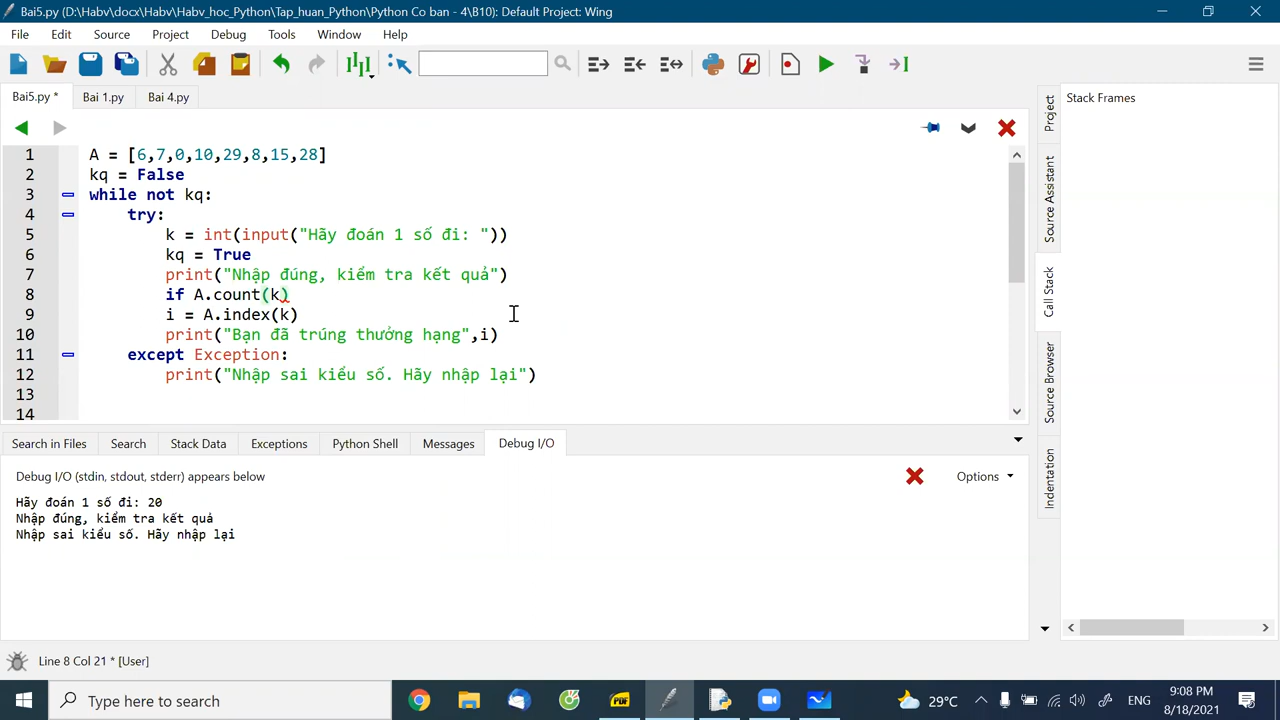 Bai5.py (D:\Habv\docx\Habv\Habv_hoc_Python\Tap_huan_Python\Python Co ban - 4\B10): Default Project: Wing
File Edit Source Project Debug Tools Window Help
Bai5.py * Bai 1.py Bai 4.py
1 A = [6,7,0,10,29,8,15,28]
2 kq = False
3 while not kq:
4 try:
5 k = int(input("Hãy đoán 1 số đi: "))
6 kq = True
7 print("Nhập đúng, kiểm tra kết quả")
8 if A.count(k)
9 i = A.index(k)
10 print("Bạn đã trúng thưởng hạng",i)
11 except Exception:
12 print("Nhập sai kiểu số. Hãy nhập lại")
13
14
Stack Frames
Project
Source Assistant
Call Stack
Source Browser
Indentation
Search in Files Search Stack Data Exceptions Python Shell Messages Debug I/O
Debug I/O (stdin, stdout, stderr) appears below Options
Hãy đoán 1 số đi: 20
Nhập đúng, kiểm tra kết quả
Nhập sai kiểu số. Hãy nhập lại
Line 8 Col 21 * [User]
Type here to search
PDF
29°C
ENG
9:08 PM
8/18/2021